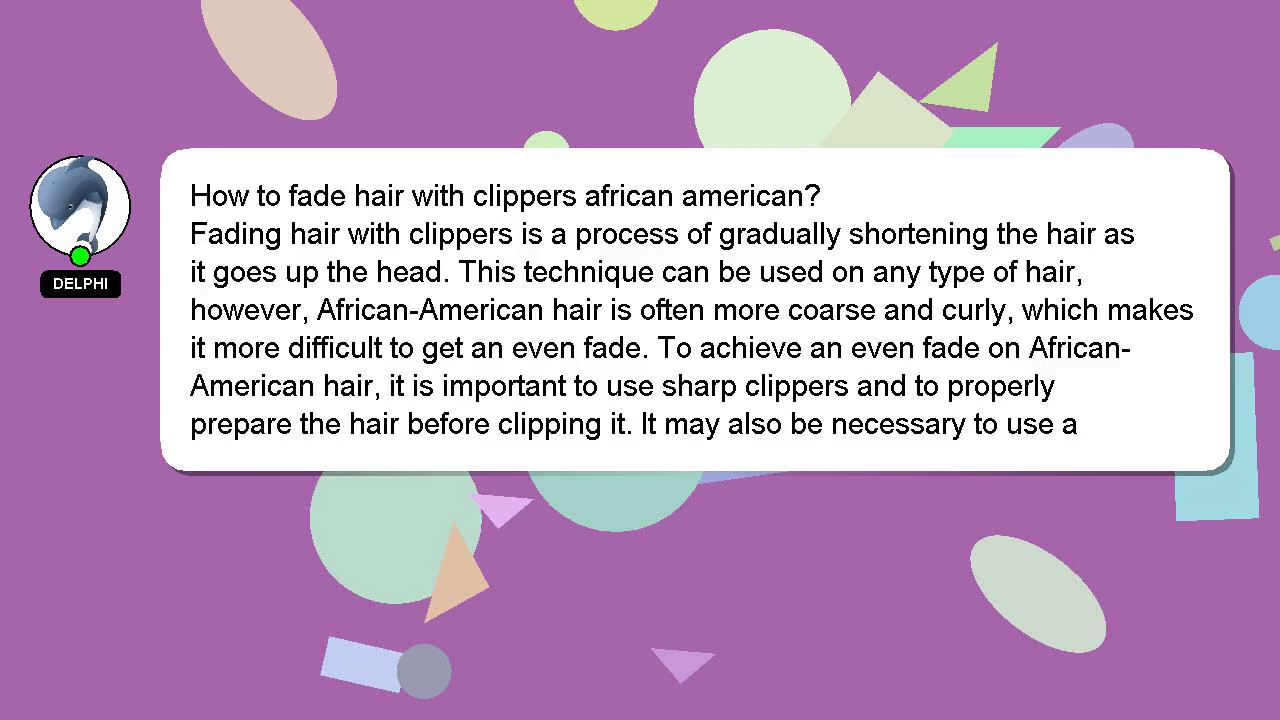 How to fade hair with clippers african american?
Fading hair with clippers is a process of gradually shortening the hair as
it goes up the head. This technique can be used on any type of hair,
however, African-American hair is often more coarse and curly, which makes
it more difficult to get an even fade. To achieve an even fade on African-
American hair, it is important to use sharp clippers and to properly
prepare the hair before clipping it. It may also be necessary to use a
DELPHI